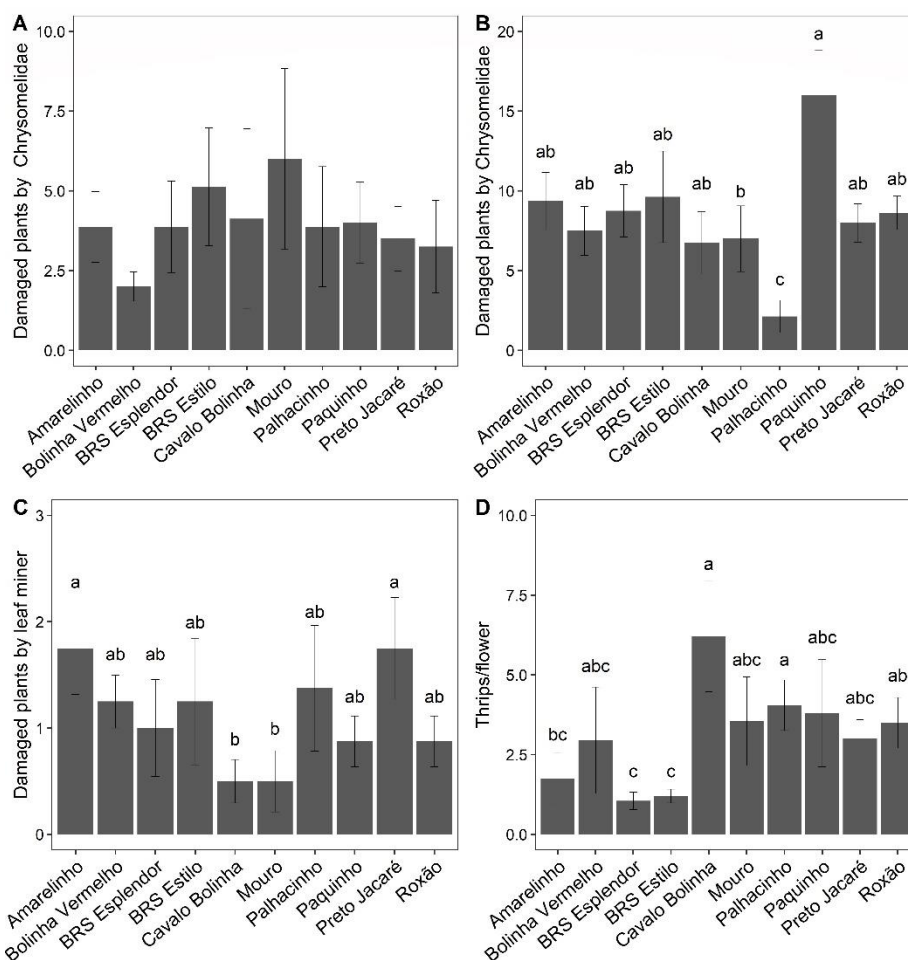 A
Damaged plants by Chrysomelidae
10.0
7.5
5.0
2.5
0.0
Amarelinho
Bolinha Vermelho
BRS Esplendor
BRS Estilo
Cavalo Bolinha
Mouro
Palhacinho
Paquinho
Preto Jacaré
Roxão
B
Damaged plants by Chrysomelidae
20
15
10
5
0
ab
ab
ab
ab
ab
b
c
a
ab
ab
Amarelinho
Bolinha Vermelho
BRS Esplendor
BRS Estilo
Cavalo Bolinha
Mouro
Palhacinho
Paquinho
Preto Jacaré
Roxão
C
Damaged plants by leaf miner
3
2
1
0
a
ab
ab
ab
b
b
ab
ab
a
ab
Amarelinho
Bolinha Vermelho
BRS Esplendor
BRS Estilo
Cavalo Bolinha
Mouro
Palhacinho
Paquinho
Preto Jacaré
Roxão
D
Thrips/flower
10.0
7.5
5.0
2.5
0.0
bc
abc
c
c
a
abc
a
abc
abc
ab
Amarelinho
Bolinha Vermelho
BRS Esplendor
BRS Estilo
Cavalo Bolinha
Mouro
Palhacinho
Paquinho
Preto Jacaré
Roxão